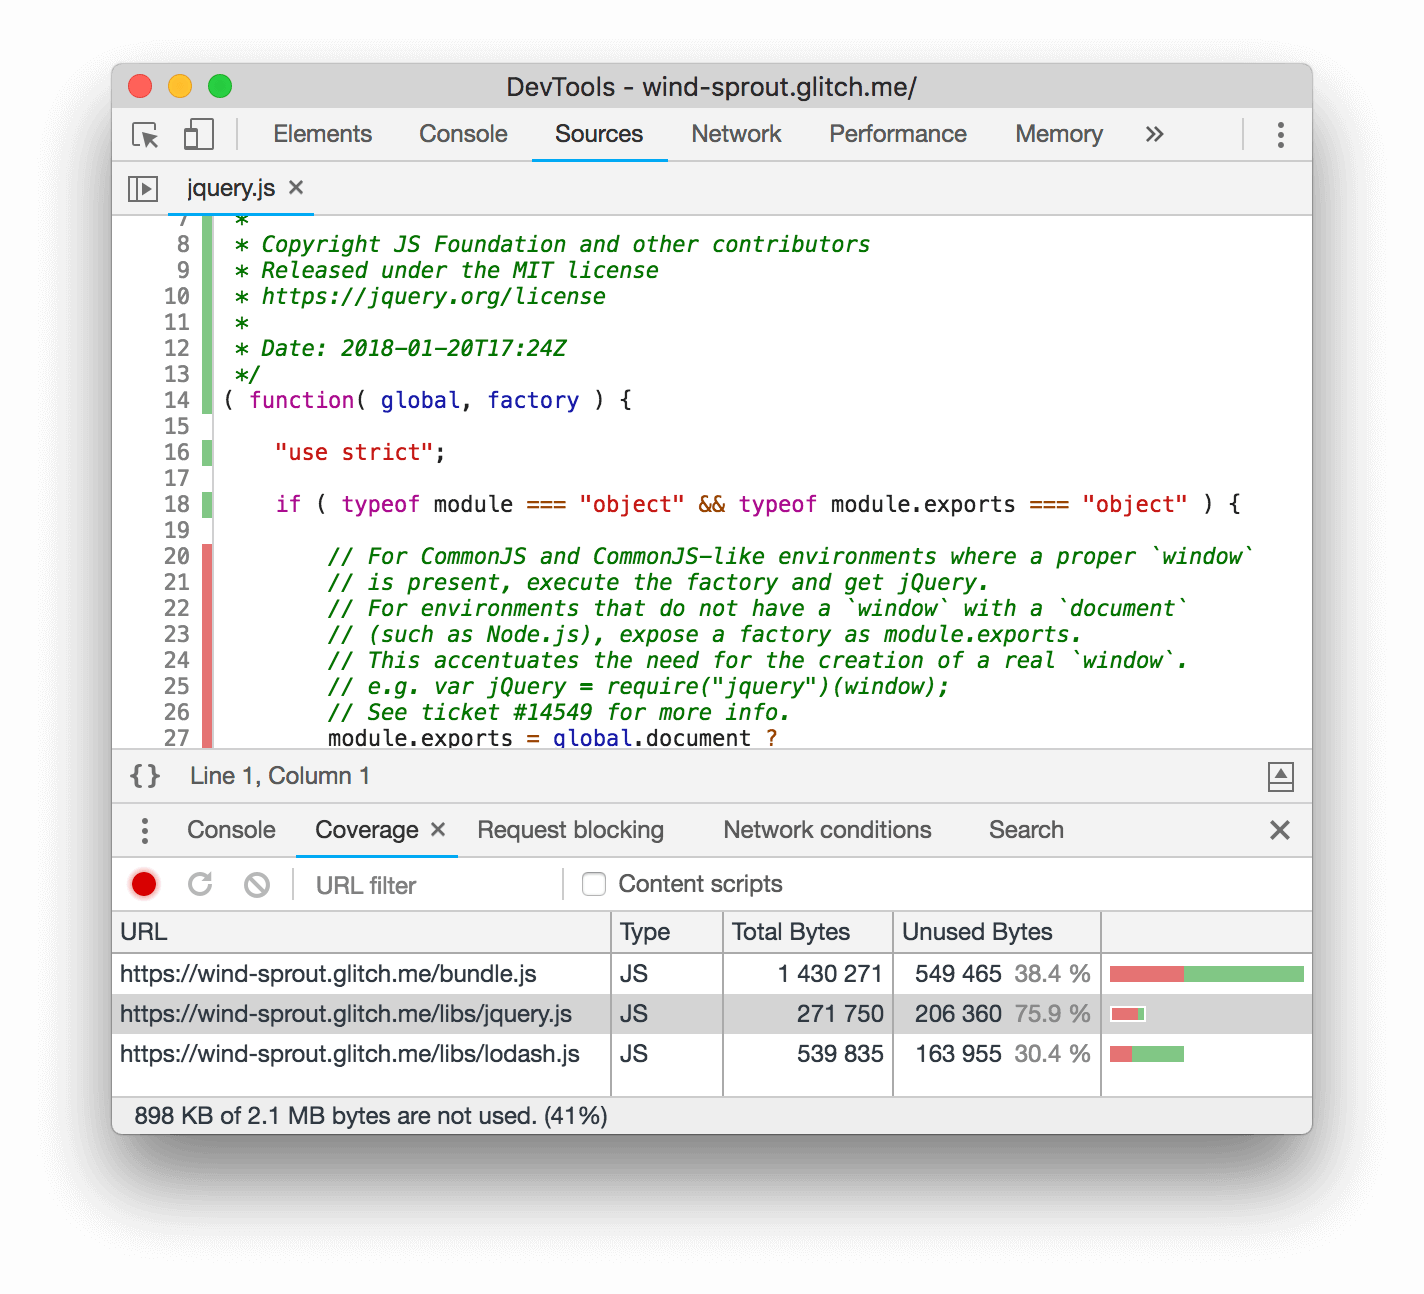 DevTools - wind-sprout.glitch.me/
Elements Console Sources Network Performance Memory »
jquery.js ×
7 *
8 * Copyright JS Foundation and other contributors
9 * Released under the MIT license
10 * https://jquery.org/license
11 *
12 * Date: 2018-01-20T17:24Z
13 */
14 ( function( global, factory ) {
15
16 "use strict";
17
18 if ( typeof module === "object" && typeof module.exports === "object" ) {
19
20 // For CommonJS and CommonJS-like environments where a proper `window`
21 // is present, execute the factory and get jQuery.
22 // For environments that do not have a `window` with a `document`
23 // (such as Node.js), expose a factory as module.exports.
24 // This accentuates the need for the creation of a real `window`.
25 // e.g. var jQuery = require("jquery")(window);
26 // See ticket #14549 for more info.
27 module.exports = global.document ?
{} Line 1, Column 1
Console Coverage × Request blocking Network conditions Search ×
URL filter Content scripts
URL Type Total Bytes Unused Bytes
https://wind-sprout.glitch.me/bundle.js JS 1 430 271 549 465 38.4 %
https://wind-sprout.glitch.me/libs/jquery.js JS 271 750 206 360 75.9 %
https://wind-sprout.glitch.me/libs/lodash.js JS 539 835 163 955 30.4 %
898 KB of 2.1 MB bytes are not used. (41%)